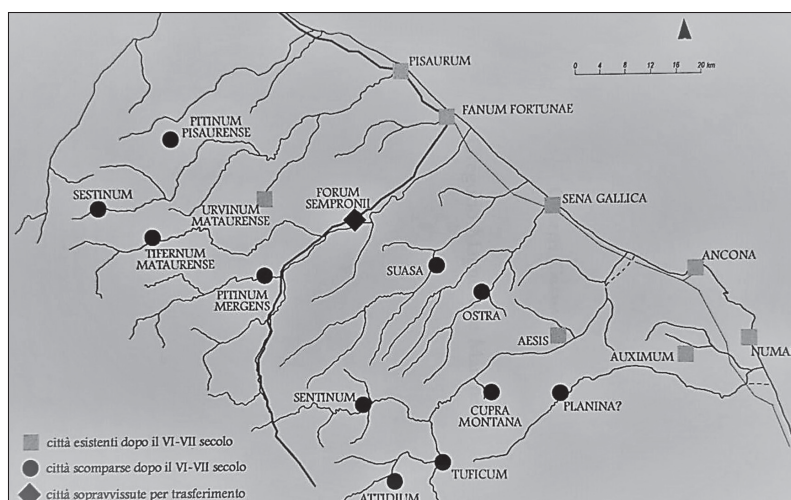 PISAURUM
0 4 8 12 16 20 km
FANUM FORTUNAE
PITINUM
PISAURENSE
SESTINUM
URVINUM
MATAURENSE
FORUM
SEMPRONII
SENA GALLICA
TIFERNUM
MATAURENSE
PITINUM
MERGENS
SUASA
OSTRA
ANCONA
AESIS
AUXIMUM
NUMA
SENTINUM
CUPRA
MONTANA
PLANINA?
TUFICUM
ATTIDIUM
città esistenti dopo il VI-VII secolo
città scomparse dopo il VI-VII secolo
città sopravvissute per trasferimento